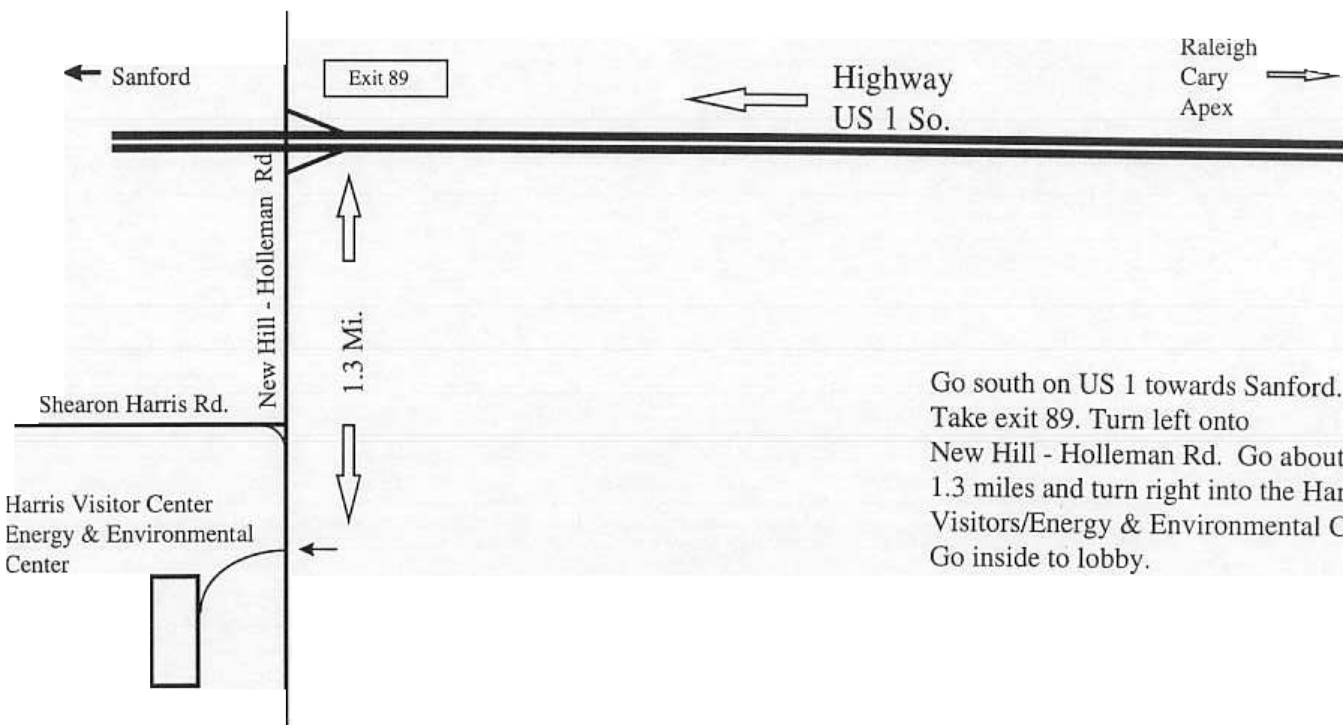 Sanford
Exit 89
Highway
US 1 So.
Raleigh
Cary
Apex
New Hill - Holleman Rd
1.3 Mi.
Shearon Harris Rd.
Harris Visitor Center
Energy & Environmental
Center
Go south on US 1 towards Sanford.
Take exit 89. Turn left onto
New Hill - Holleman Rd. Go about
1.3 miles and turn right into the
Visitors/Energy & Environmental
Go inside to lobby.